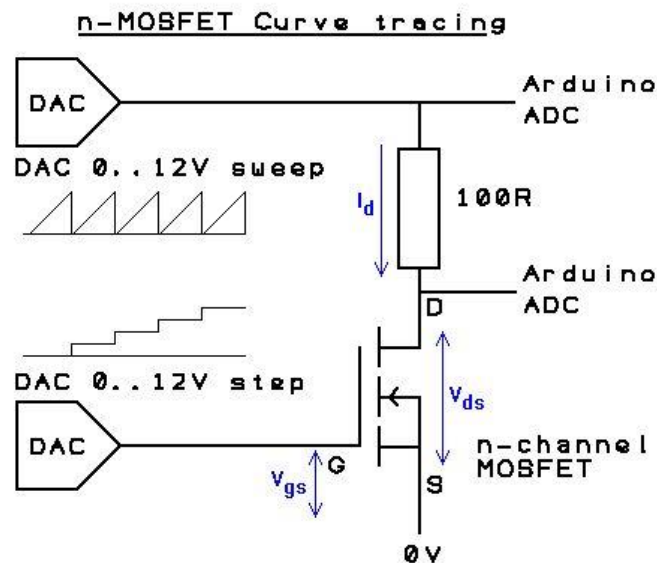 n-MOSFET Curve tracing
DAC
Arduino
ADC
DAC 0..12V sweep
Id
100R
Arduino
ADC
D
DAC 0..12V step
Vds
DAC
G
Vgs
n-channel
MOSFET
S
0V